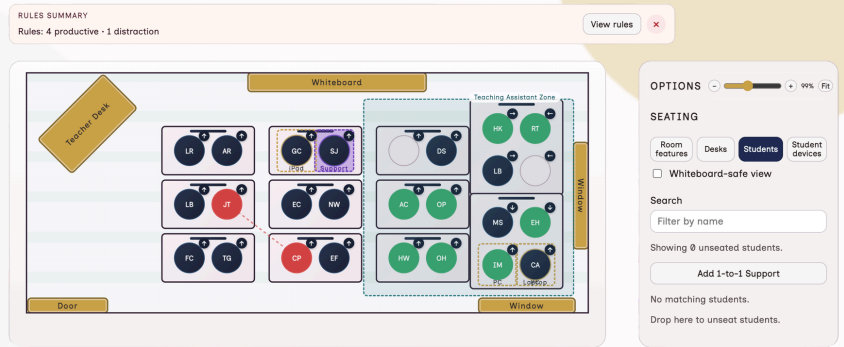 RULES SUMMARY
Rules: 4 productive · 1 distraction
View rules
×
Whiteboard
Teacher Desk
Teaching Assistant Zone
HK RT
LR AR GC SJ DS
iPad Support
LB
LB JT EC NW AC OP
MS EH
FC TG CP EF HW OH
IM CA
PC Laptop
Window
Door
Window
OPTIONS − + 99% Fit
SEATING
Room features
Desks
Students
Student devices
Whiteboard-safe view
Search
Filter by name
Showing 0 unseated students.
Add 1-to-1 Support
No matching students.
Drop here to unseat students.